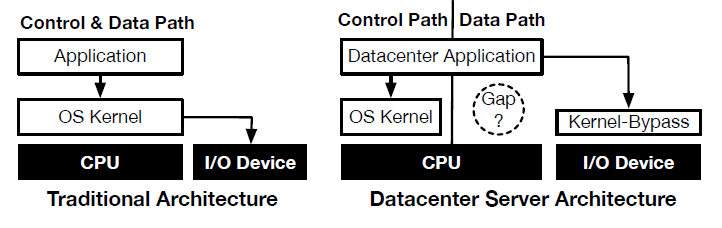 Control & Data Path
Application
OS Kernel
CPU
I/O Device
Traditional Architecture
Control Path
Data Path
Datacenter Application
OS Kernel
Gap
?
Kernel-Bypass
CPU
I/O Device
Datacenter Server Architecture